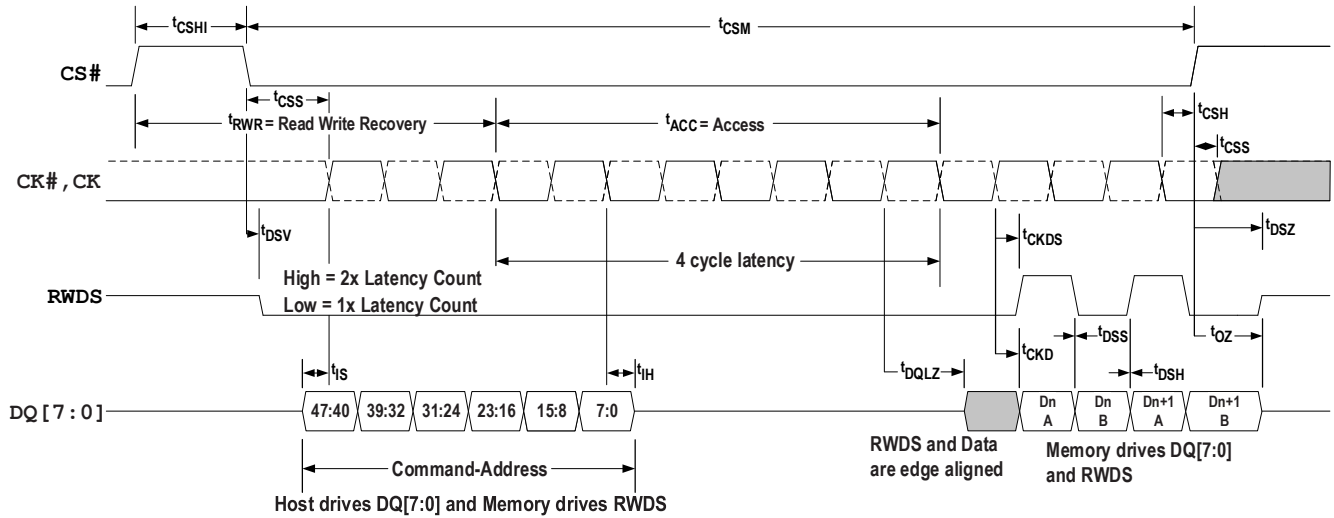 tCSHI
tCSM
CS#
tCSS
tCSH
tRWR = Read Write Recovery
tACC = Access
tCSS
CK#,CK
tDSV
tCKDS
tDSZ
4 cycle latency
High = 2x Latency Count
RWDS
Low = 1x Latency Count
tCKD
tDSS
tOZ
tIS
tIH
tDQLZ
tDSH
DQ[7:0]
47:40
39:32
31:24
23:16
15:8
7:0
Dn
A
Dn
B
Dn+1
A
Dn+1
B
RWDS and Data
are edge aligned
Memory drives DQ[7:0]
and RWDS
Command-Address
Host drives DQ[7:0] and Memory drives RWDS